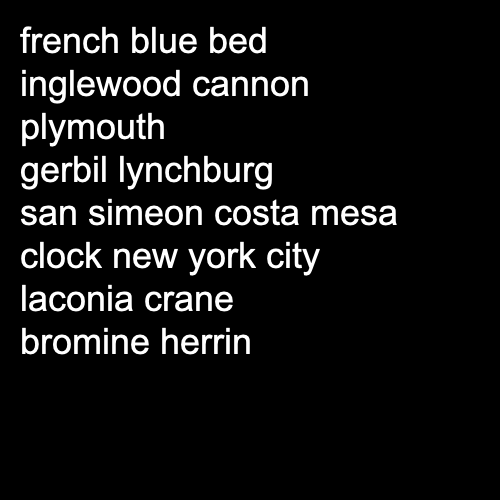 french blue bed
inglewood cannon
plymouth
gerbil lynchburg
san simeon costa mesa
clock new york city
laconia crane
bromine herrin